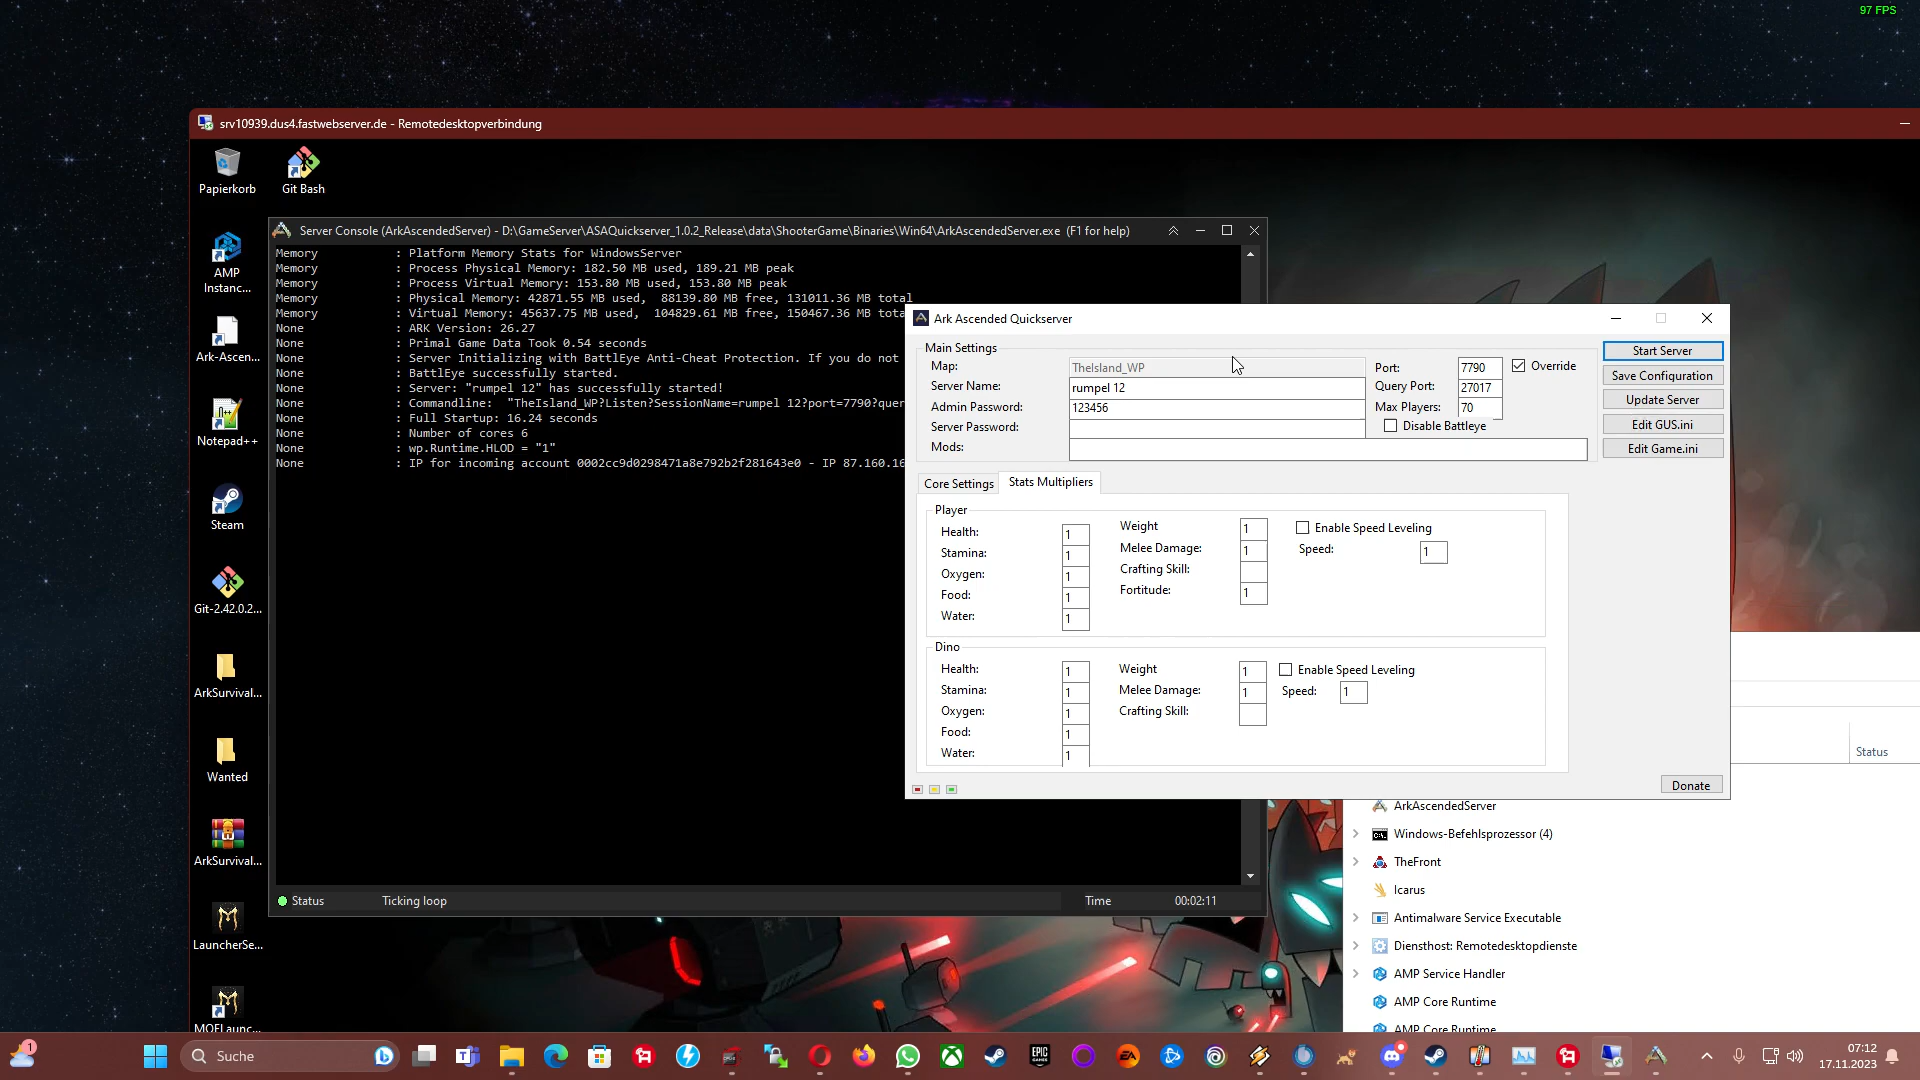 97 FPS
srv10939.dus4.fastwebserver.de - Remotedesktopverbindung
Papierkorb
Git Bash
AMP
Instanc...
Ark-Ascen...
Notepad++
Steam
Git-2.42.0.2...
ArkSurvival...
Wanted
ArkSurvival...
LauncherSe...
MOELaunc...
Server Console (ArkAscendedServer) - D:\GameServer\ASAQuickserver_1.0.2_Release\data\ShooterGame\Binaries\Win64\ArkAscendedServer.exe (F1 for help)
Memory : Platform Memory Stats for WindowsServer
Memory : Process Physical Memory: 182.50 MB used, 189.21 MB peak
Memory : Process Virtual Memory: 153.80 MB used, 153.80 MB peak
Memory : Physical Memory: 42871.55 MB used, 88139.80 MB free, 131011.36 MB total
Memory : Virtual Memory: 45637.75 MB used, 104829.61 MB free, 150467.36 MB tota
None : ARK Version: 26.27
None : Primal Game Data Took 0.54 seconds
None : Server Initializing with BattlEye Anti-Cheat Protection. If you do not
None : BattlEye successfully started.
None : Server: "rumpel 12" has successfully started!
None : Commandline: "TheIsland_WP?Listen?SessionName=rumpel 12?port=7790?quer
None : Full Startup: 16.24 seconds
None : Number of cores 6
None : wp.Runtime.HLOD = "1"
None : IP for incoming account 0002cc9d0298471a8e792b2f281643e0 - IP 87.160.16
Status
Ticking loop
Time
00:02:11
Ark Ascended Quickserver
Main Settings
Map: TheIsland_WP
Server Name: rumpel 12
Admin Password: 123456
Server Password:
Mods:
Port: 7790
Override
Query Port: 27017
Max Players: 70
Disable Battleye
Start Server
Save Configuration
Update Server
Edit GUS.ini
Edit Game.ini
Core Settings
Stats Multipliers
Player
Health: 1
Stamina: 1
Oxygen: 1
Food: 1
Water: 1
Weight 1
Melee Damage: 1
Crafting Skill:
Fortitude: 1
Enable Speed Leveling
Speed: 1
Dino
Health: 1
Stamina: 1
Oxygen: 1
Food: 1
Water: 1
Weight 1
Melee Damage: 1
Crafting Skill:
Enable Speed Leveling
Speed: 1
Donate
Status
ArkAscendedServer
Windows-Befehlsprozessor (4)
TheFront
Icarus
Antimalware Service Executable
Diensthost: Remotedesktopdienste
AMP Service Handler
AMP Core Runtime
AMP Core Runtime
1
Suche
EPIC
GAMES
EA
07:12
17.11.2023